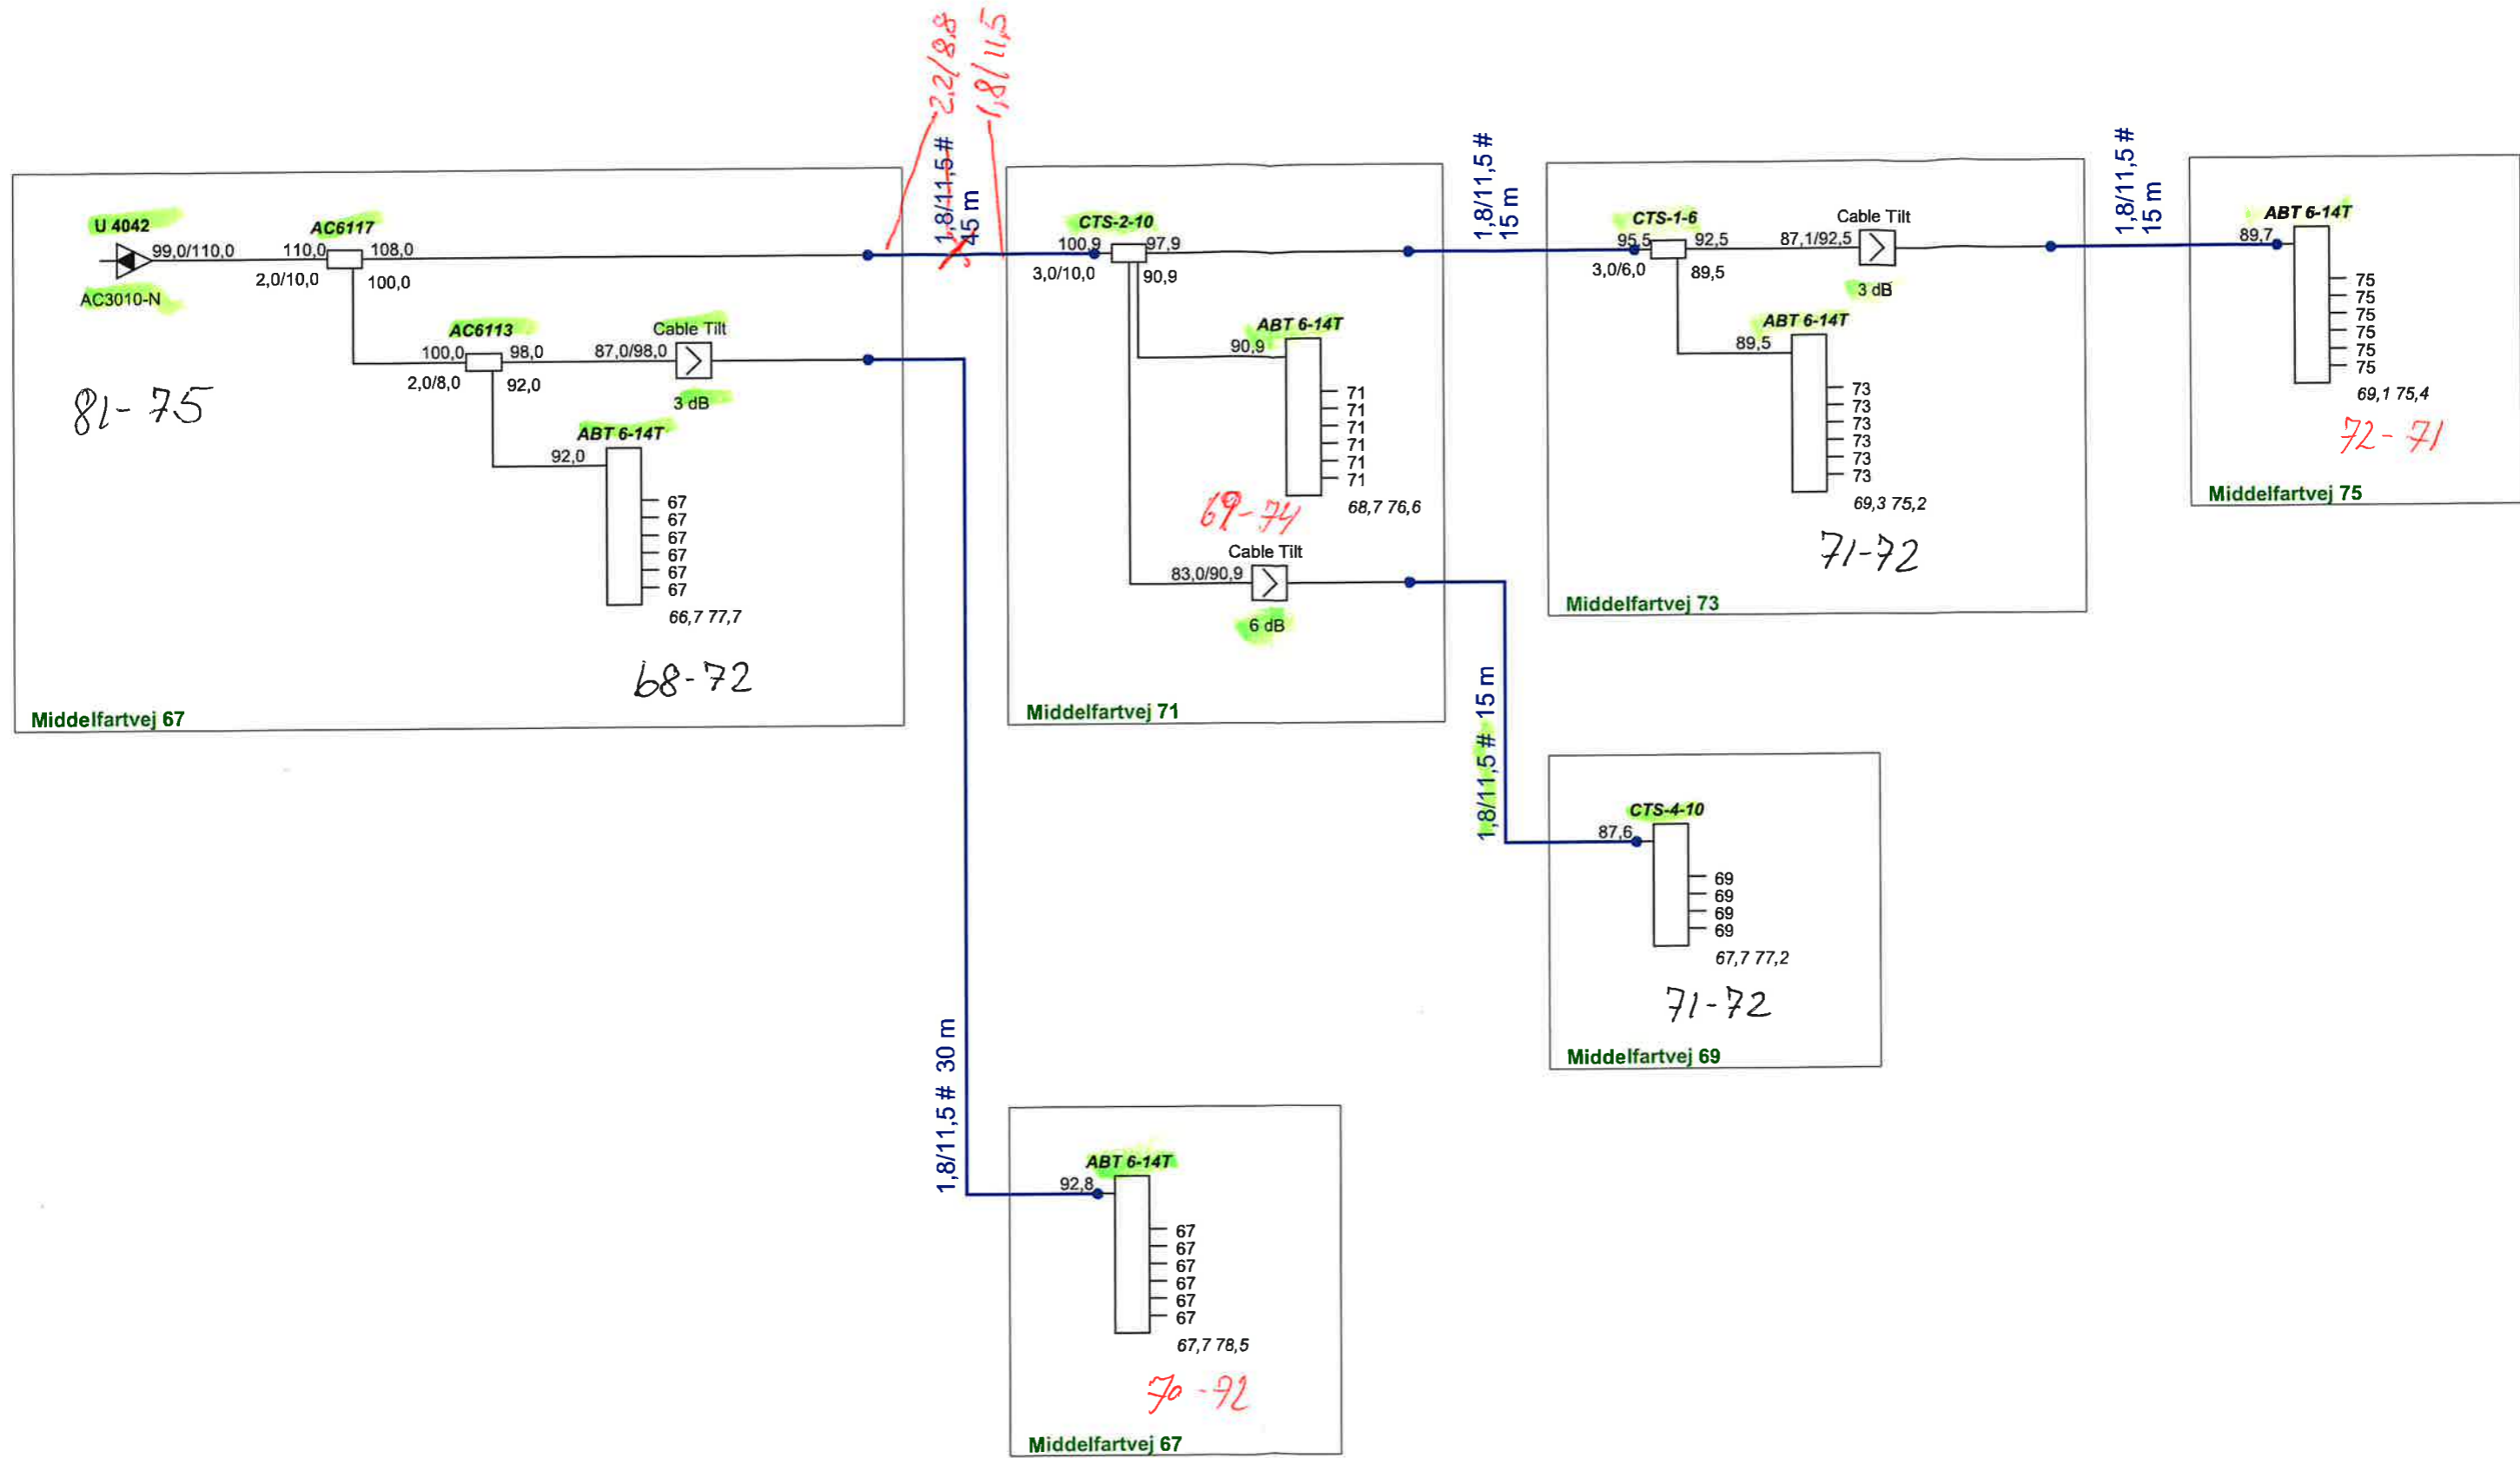 2,2/8,8
1,8/11,5
1,8/11,5 #
45 m
1,8/11,5 #
15 m
1,8/11,5 #
15 m
U 4042
99,0/110,0
AC3010-N
AC6117
110,0
108,0
2,0/10,0
100,0
AC6113
100,0
98,0
2,0/8,0
92,0
87,0/98,0
Cable Tilt
3 dB
ABT 6-14T
92,0
67
67
67
67
67
67
66,7 77,7
81-75
68-72
Middelfartvej 67
CTS-2-10
100,9
97,9
3,0/10,0
90,9
ABT 6-14T
90,9
71
71
71
71
71
71
68,7 76,6
69-74
Cable Tilt
83,0/90,9
6 dB
Middelfartvej 71
CTS-1-6
95,5
92,5
3,0/6,0
89,5
87,1/92,5
Cable Tilt
3 dB
ABT 6-14T
89,5
73
73
73
73
73
73
69,3 75,2
71-72
Middelfartvej 73
ABT 6-14T
89,7
75
75
75
75
75
75
69,1 75,4
72-71
Middelfartvej 75
1,8/11,5 # 15 m
CTS-4-10
87,6
69
69
69
69
67,7 77,2
71-72
Middelfartvej 69
1,8/11,5 # 30 m
ABT 6-14T
92,8
67
67
67
67
67
67
67,7 78,5
70-72
Middelfartvej 67